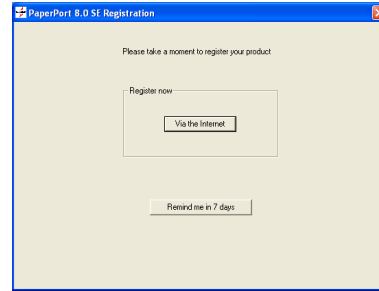 PaperPort 8.0 SE Registration
Please take a moment to register your product
Register now
Via the Internet
Remind me in 7 days